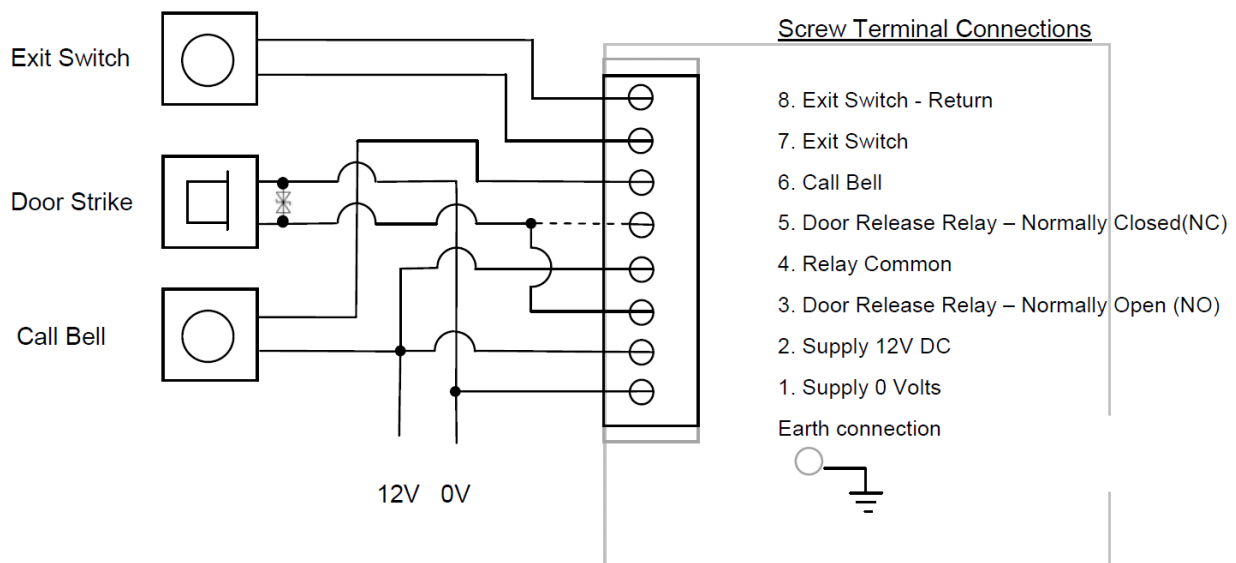 Screw Terminal Connections
Exit Switch
8. Exit Switch - Return
7. Exit Switch
Door Strike
6. Call Bell
5. Door Release Relay – Normally Closed(NC)
4. Relay Common
Call Bell
3. Door Release Relay – Normally Open (NO)
2. Supply 12V DC
1. Supply 0 Volts
Earth connection
12V 0V